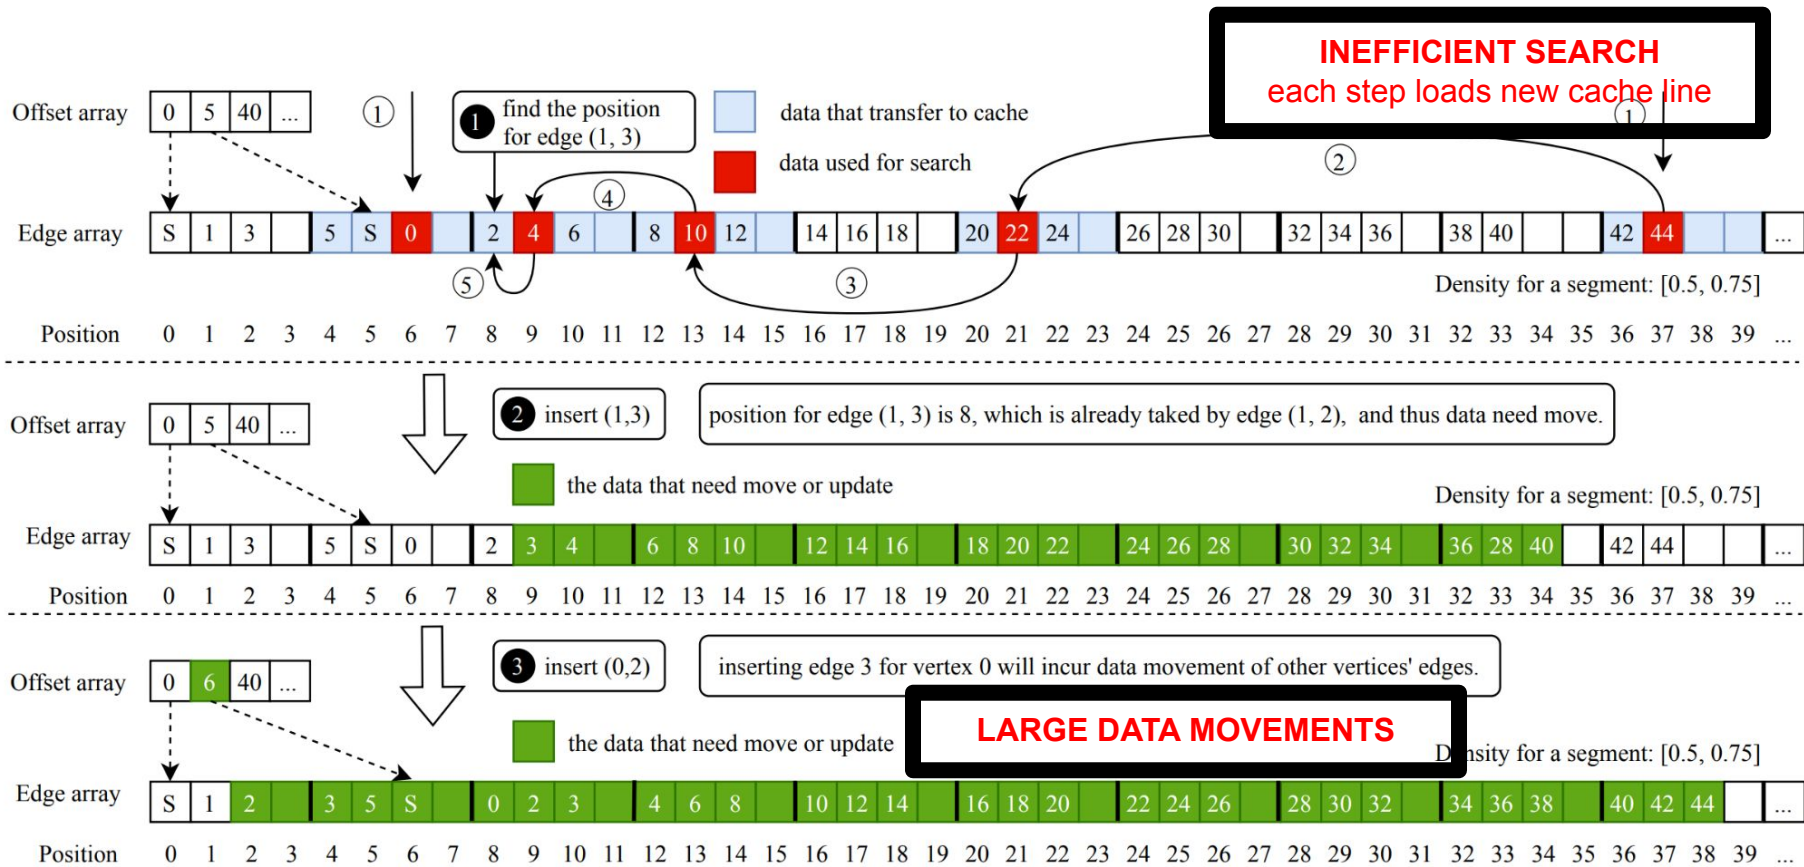 INEFFICIENT SEARCH
each step loads new cache line
Offset array 0 5 40 ...
1
1 find the position
for edge (1, 3)
data that transfer to cache
data used for search
1
2
4
Edge array S 1 3 5 S 0 2 4 6 8 10 12 14 16 18 20 22 24 26 28 30 32 34 36 38 40 42 44 ...
5
3
Density for a segment: [0.5, 0.75]
Position 0 1 2 3 4 5 6 7 8 9 10 11 12 13 14 15 16 17 18 19 20 21 22 23 24 25 26 27 28 29 30 31 32 33 34 35 36 37 38 39 ...
Offset array 0 5 40 ...
2 insert (1,3)
position for edge (1, 3) is 8, which is already taked by edge (1, 2), and thus data need move.
the data that need move or update
Density for a segment: [0.5, 0.75]
Edge array S 1 3 5 S 0 2 3 4 6 8 10 12 14 16 18 20 22 24 26 28 30 32 34 36 28 40 42 44 ...
Position 0 1 2 3 4 5 6 7 8 9 10 11 12 13 14 15 16 17 18 19 20 21 22 23 24 25 26 27 28 29 30 31 32 33 34 35 36 37 38 39 ...
Offset array 0 6 40 ...
3 insert (0,2)
inserting edge 3 for vertex 0 will incur data movement of other vertices' edges.
the data that need move or update
LARGE DATA MOVEMENTS
Density for a segment: [0.5, 0.75]
Edge array S 1 2 3 5 S 0 2 3 4 6 8 10 12 14 16 18 20 22 24 26 28 30 32 34 36 38 40 42 44 ...
Position 0 1 2 3 4 5 6 7 8 9 10 11 12 13 14 15 16 17 18 19 20 21 22 23 24 25 26 27 28 29 30 31 32 33 34 35 36 37 38 39 ...